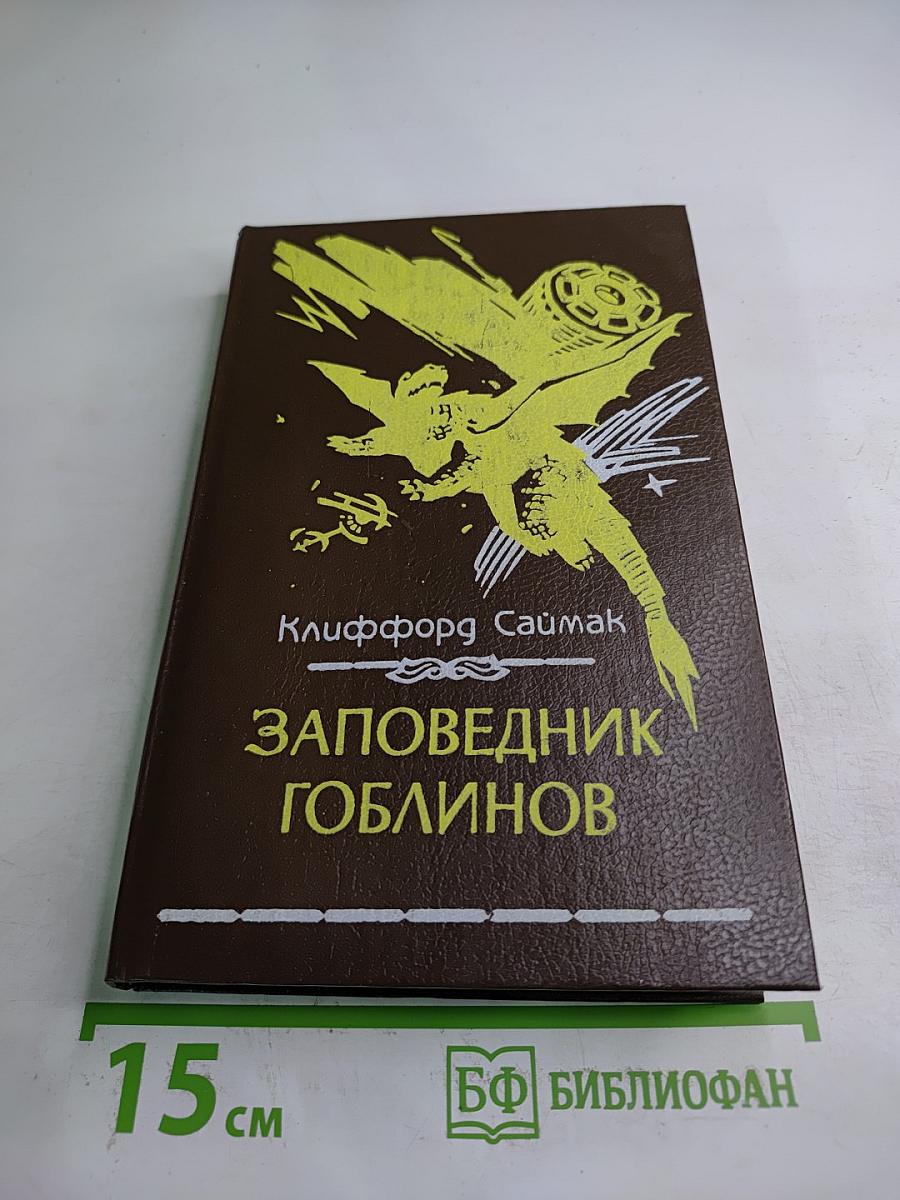 Клиффорд Саймак
ЗАПОВЕДНИК
ГОБЛИНОВ
15 см
БФ БИБЛИОФАН